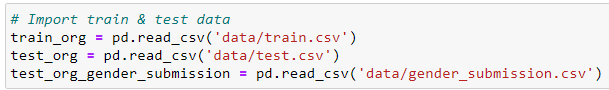 # Import train & test data
train_org = pd.read_csv('data/train.csv')
test_org = pd.read_csv('data/test.csv')
test_org_gender_submission = pd.read_csv('data/gender_submission.csv')